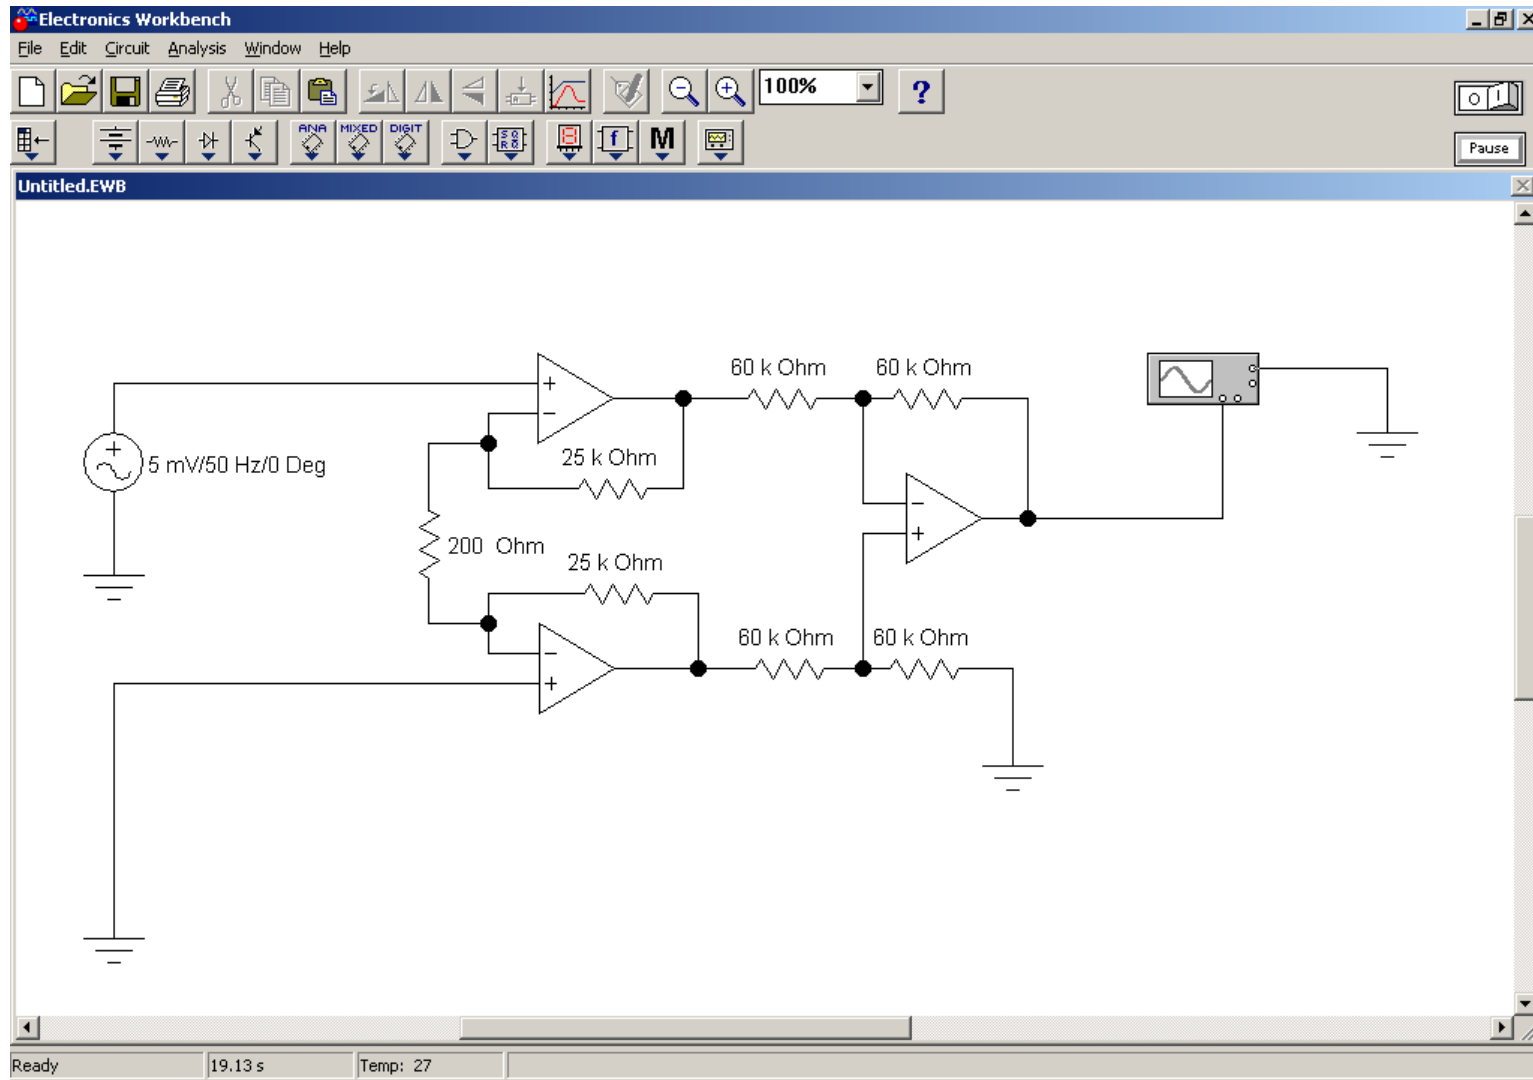 Electronics Workbench
File Edit Circuit Analysis Window Help
100% ?
ANA MIXED DIGIT M
Pause
Untitled.EWB
60 k Ohm 60 k Ohm
5 mV/50 Hz/0 Deg
25 k Ohm
200 Ohm
25 k Ohm
60 k Ohm 60 k Ohm
Ready 19.13 s Temp: 27